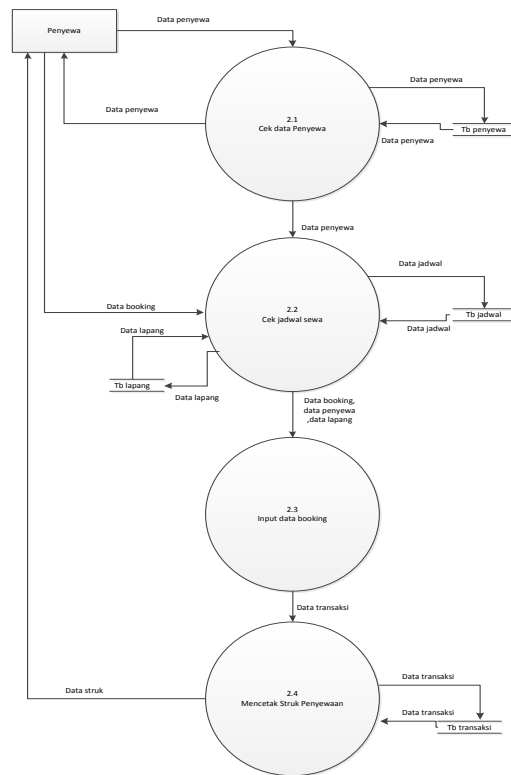 Data penyewa
Penyewa
Data penyewa
Data penyewa
2.1
Cek data Penyewa
Tb penyewa
Data penyewa
Data penyewa
Data jadwal
2.2
Cek jadwal sewa
Data booking
Tb jadwal
Data lapang
Data jadwal
Tb lapang
Data lapang
Data booking,
data penyewa
,data lapang
2.3
Input data booking
Data transaksi
Data transaksi
Data struk
2.4
Mencetak Struk Penyewaan
Data transaksi
Tb transaksi